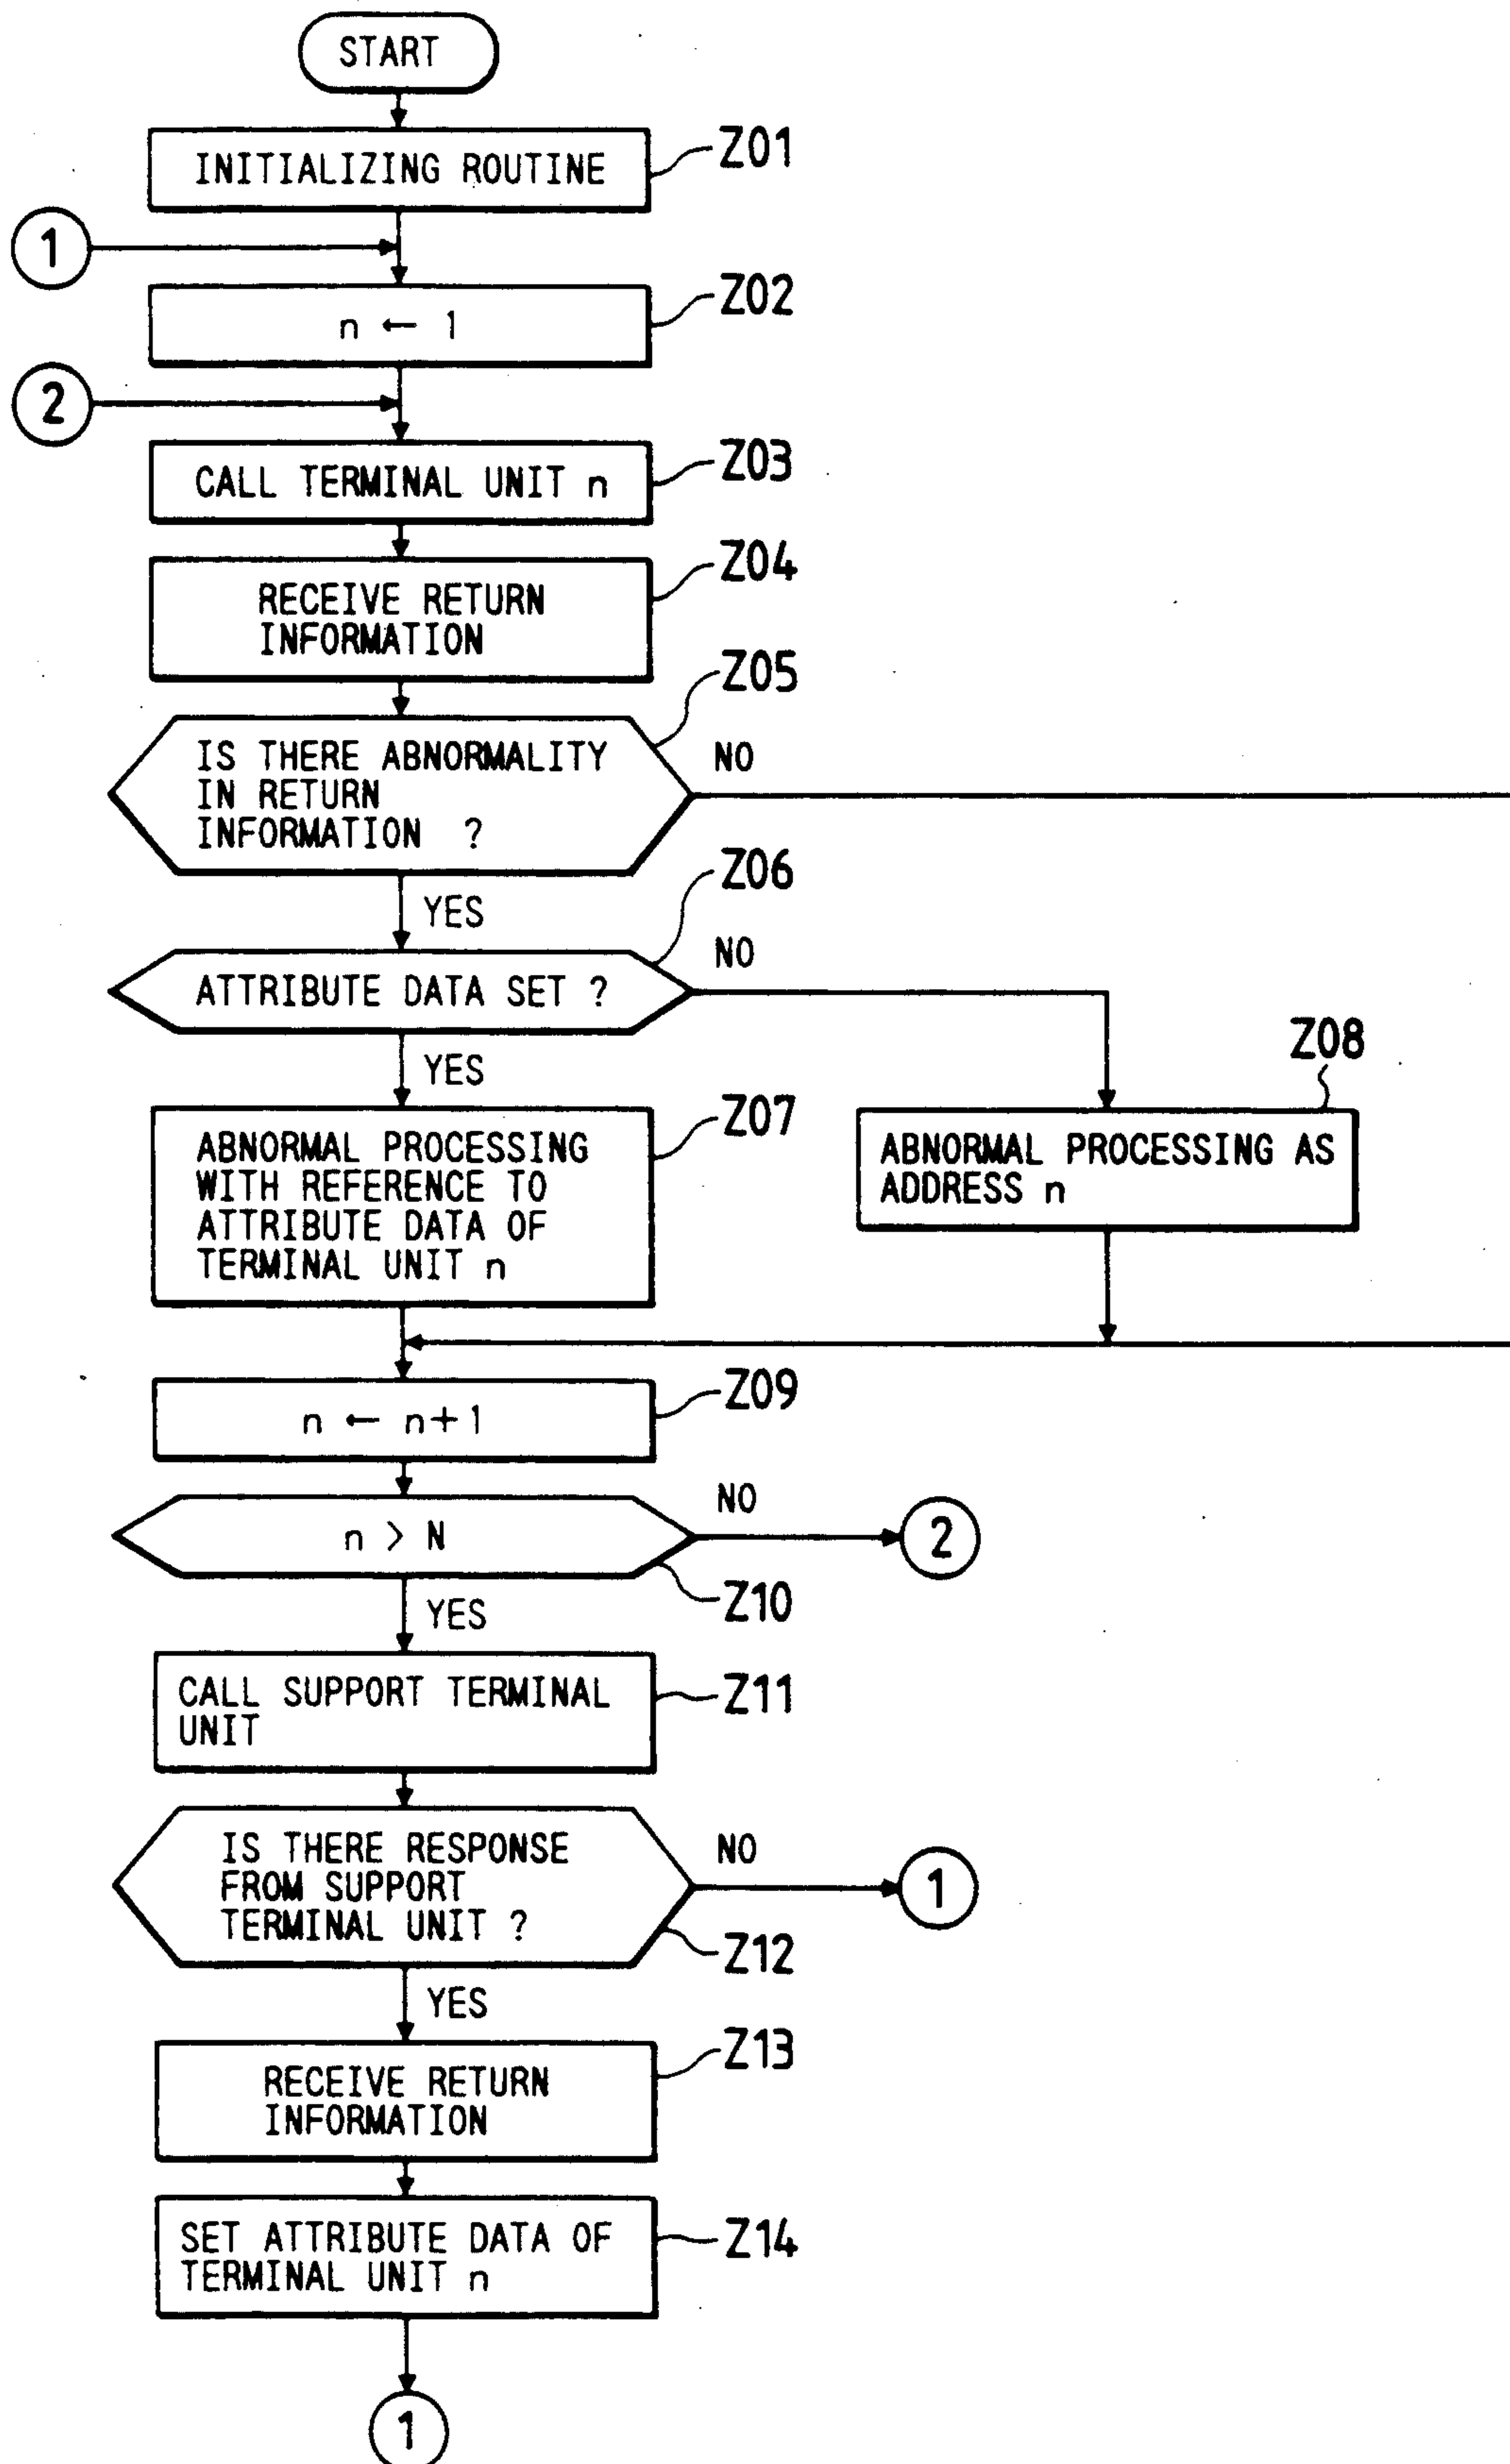 START
INITIALIZING ROUTINE
Z01
1
n ← 1
Z02
2
CALL TERMINAL UNIT n
Z03
RECEIVE RETURN
INFORMATION
Z04
IS THERE ABNORMALITY
IN RETURN
INFORMATION ?
Z05
NO
YES
ATTRIBUTE DATA SET ?
Z06
NO
YES
ABNORMAL PROCESSING
WITH REFERENCE TO
ATTRIBUTE DATA OF
TERMINAL UNIT n
Z07
Z08
ABNORMAL PROCESSING AS
ADDRESS n
n ← n+1
Z09
n > N
NO
2
Z10
YES
CALL SUPPORT TERMINAL
UNIT
Z11
IS THERE RESPONSE
FROM SUPPORT
TERMINAL UNIT ?
NO
1
Z12
YES
RECEIVE RETURN
INFORMATION
Z13
SET ATTRIBUTE DATA OF
TERMINAL UNIT n
Z14
1